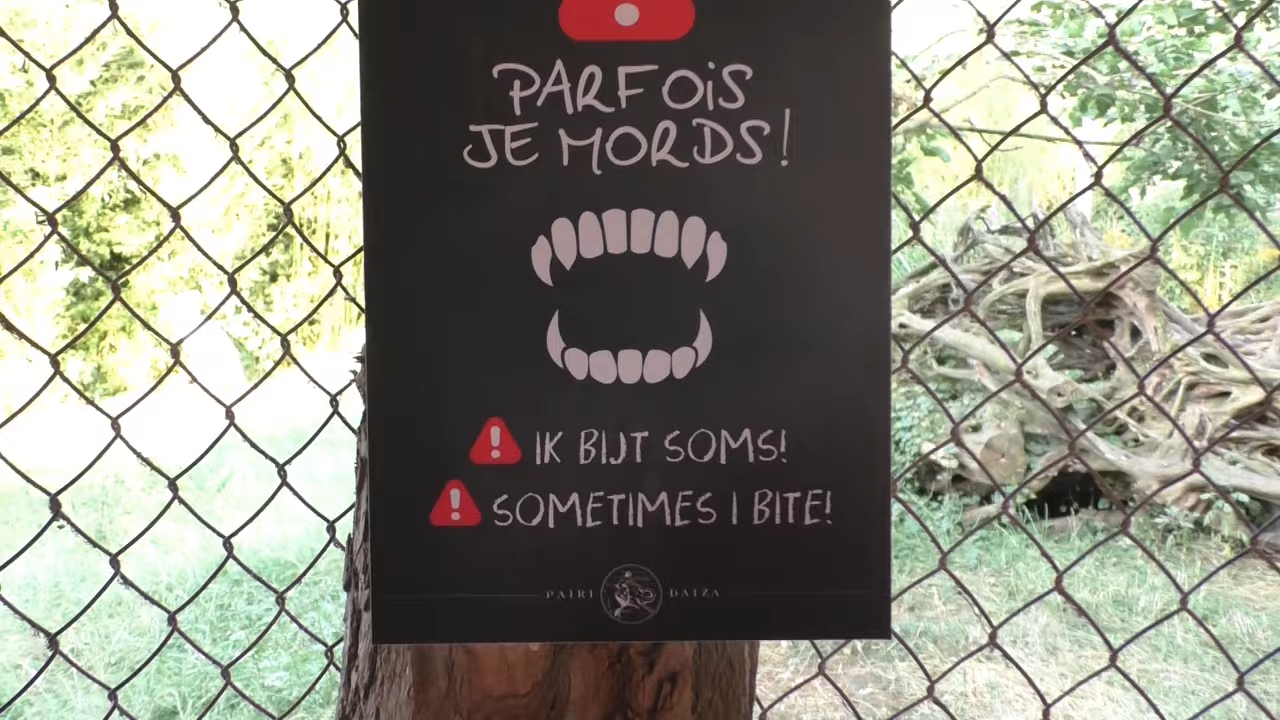 PARFOIS
JE MORDS!
IK BIJT SOMS!
SOMETIMES I BITE!
PAIRI DAIZA